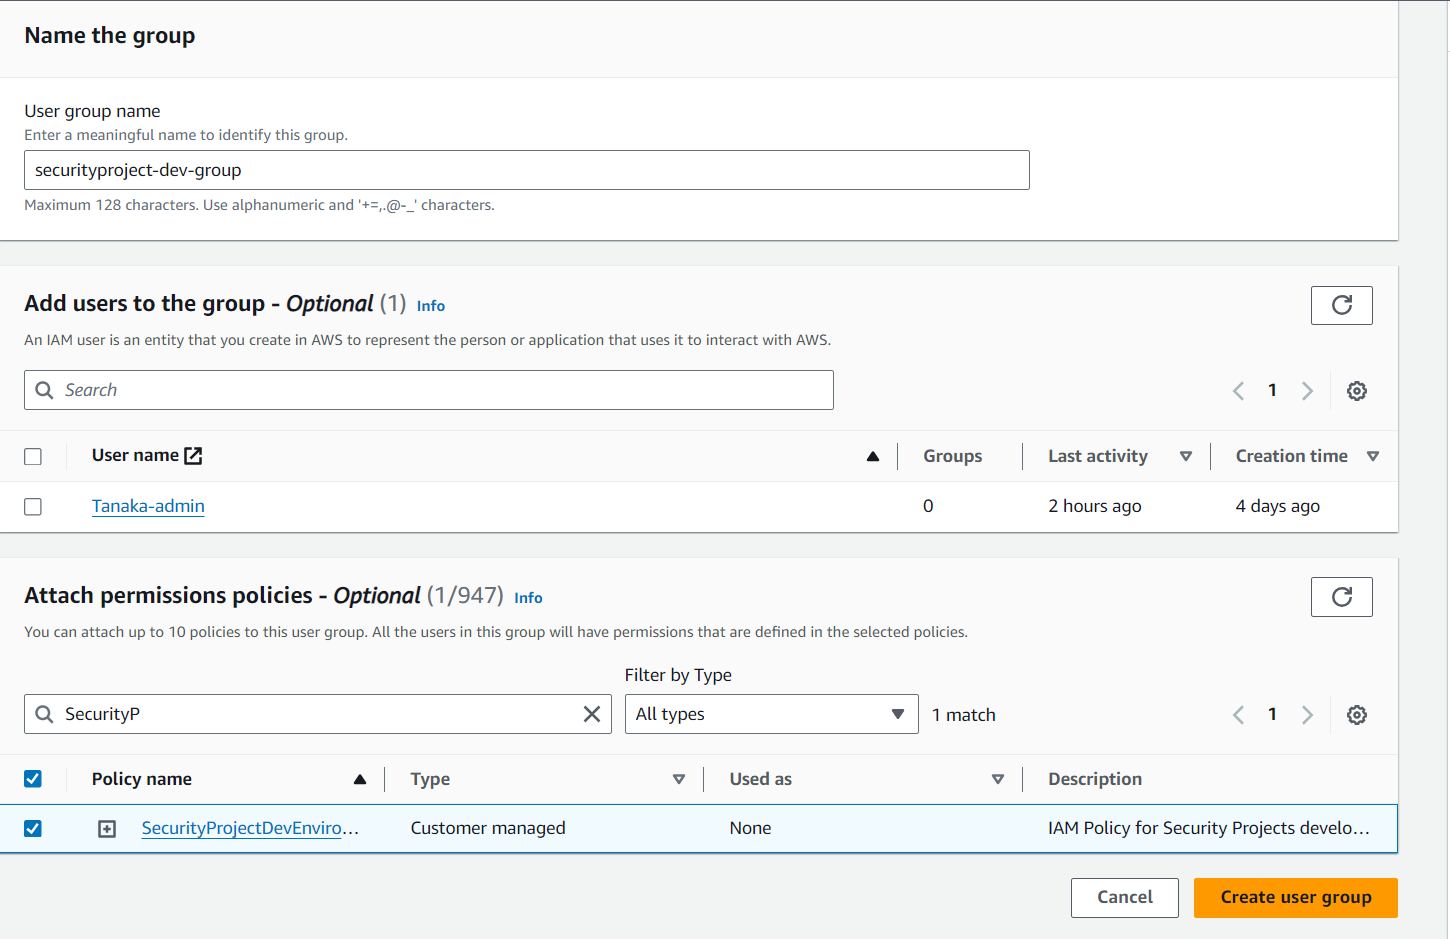 Name the group
User group name
Enter a meaningful name to identify this group.
securityproject-dev-group
Maximum 128 characters. Use alphanumeric and '+=,.@-_' characters.
Add users to the group - Optional (1) Info
An IAM user is an entity that you create in AWS to represent the person or application that uses it to interact with AWS.
Search
1
User name Groups Last activity Creation time
Tanaka-admin 0 2 hours ago 4 days ago
Attach permissions policies - Optional (1/947) Info
You can attach up to 10 policies to this user group. All the users in this group will have permissions that are defined in the selected policies.
Filter by Type
SecurityP All types 1 match 1
Policy name Type Used as Description
SecurityProjectDevEnviro... Customer managed None IAM Policy for Security Projects develo...
Cancel Create user group